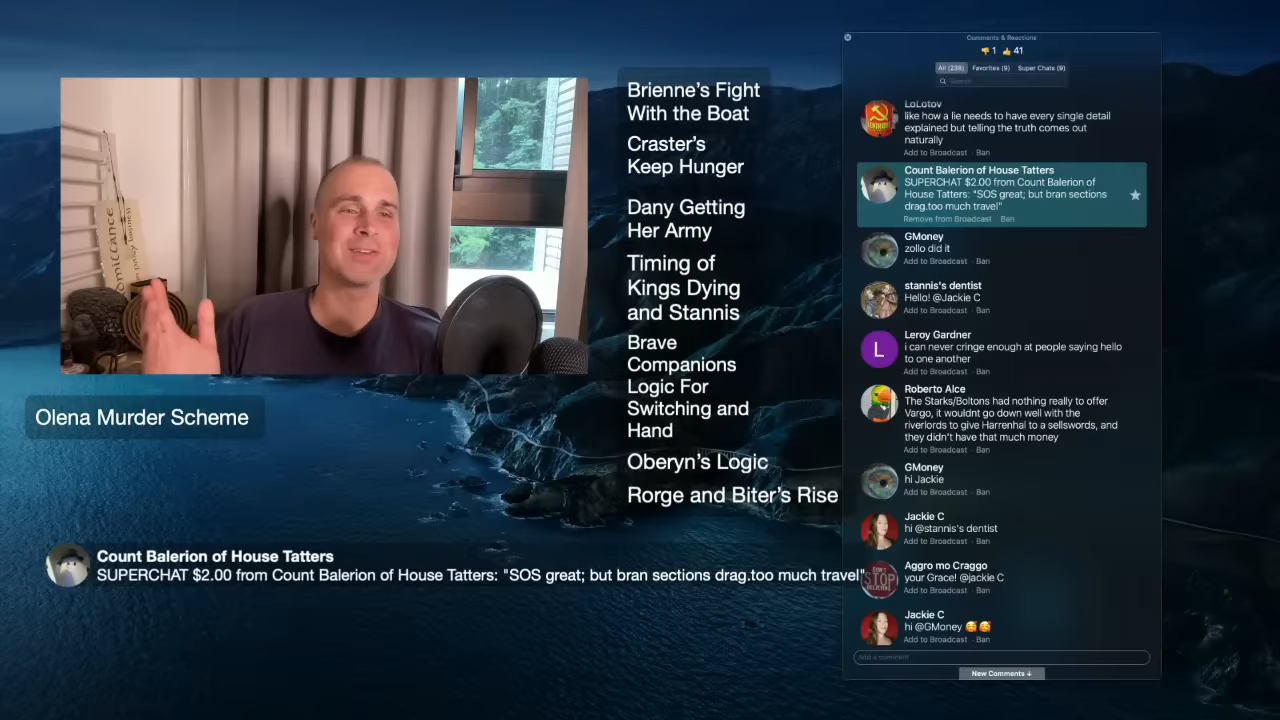 Brienne's Fight
With the Boat
Craster's
Keep Hunger
Dany Getting
Her Army
Timing of
Kings Dying
and Stannis
Brave
Companions
Logic For
Switching and
Hand
Oberyn's Logic
Rorge and Biter's Rise
Olena Murder Scheme
Count Balerion of House Tatters
SUPERCHAT $2.00 from Count Balerion of House Tatters: "SOS great; but bran sections drag.too much travel"
Comments & Reactions
1 41
All (239) Favorites (9) Super Chats (9)
Search
LoLotov
like how a lie needs to have every single detail
explained but telling the truth comes out
naturally
Add to Broadcast · Ban
Count Balerion of House Tatters
SUPERCHAT $2.00 from Count Balerion of
House Tatters: "SOS great; but bran sections
drag.too much travel"
Remove from Broadcast · Ban
GMoney
zollo did it
Add to Broadcast · Ban
stannis's dentist
Hello! @Jackie C
Add to Broadcast · Ban
L
Leroy Gardner
i can never cringe enough at people saying hello
to one another
Add to Broadcast · Ban
Roberto Alce
The Starks/Boltons had nothing really to offer
Vargo, it wouldnt go down well with the
riverlords to give Harrenhal to a sellswords, and
they didn't have that much money
Add to Broadcast · Ban
GMoney
hi Jackie
Add to Broadcast · Ban
Jackie C
hi @stannis's dentist
Add to Broadcast · Ban
STOP
Aggro mo Craggo
your Grace! @jackie C
Add to Broadcast · Ban
Jackie C
hi @GMoney 🥰🥰
Add to Broadcast · Ban
Add a comment
New Comments ↓